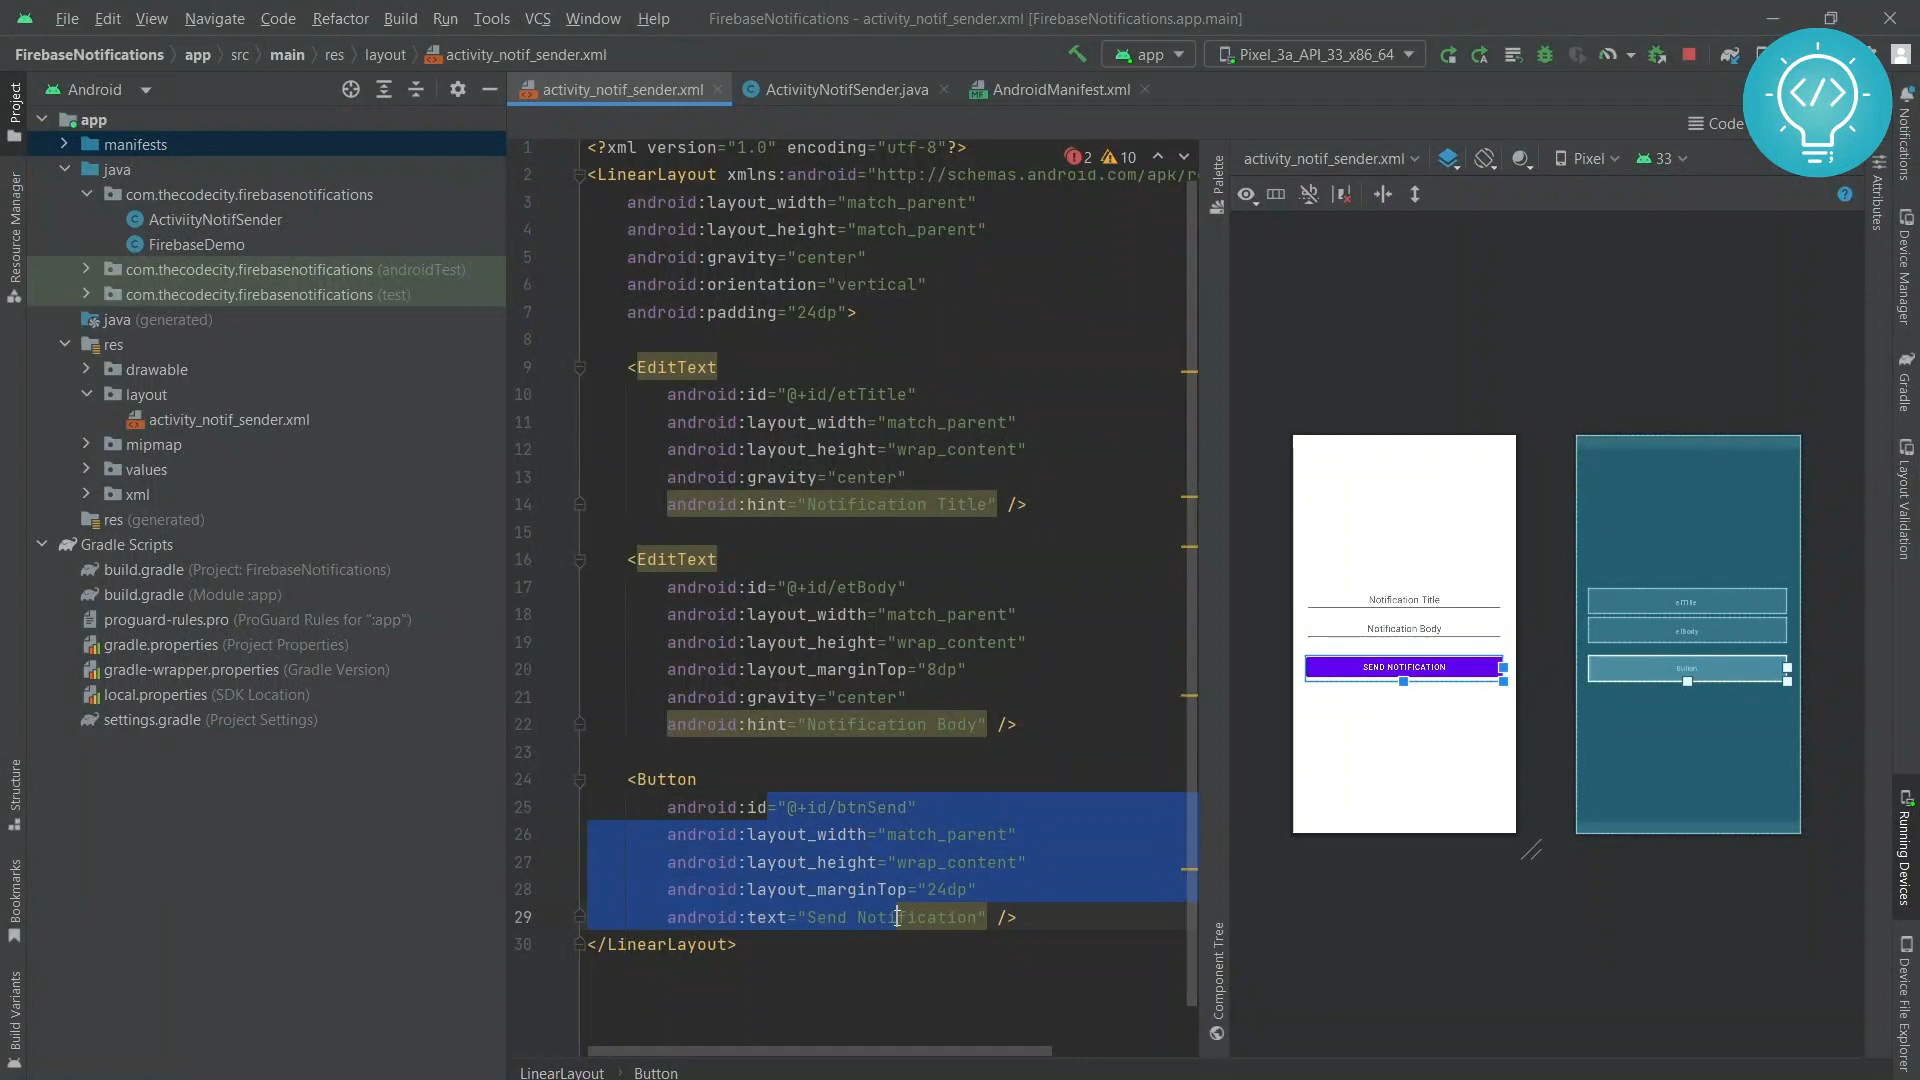 File Edit View Navigate Code Refactor Build Run Tools VCS Window Help FirebaseNotifications - activity_notif_sender.xml [FirebaseNotifications.app.main]
FirebaseNotifications app src main res layout activity_notif_sender.xml app Pixel_3a_API_33_x86_64
Android
activity_notif_sender.xml ActivityNotifSender.java AndroidManifest.xml
Code
Project
Resource Manager
Structure
Bookmarks
Build Variants
app
manifests
java
com.thecodecity.firebasenotifications
ActiviityNotifSender
FirebaseDemo
com.thecodecity.firebasenotifications (androidTest)
com.thecodecity.firebasenotifications (test)
java (generated)
res
drawable
layout
activity_notif_sender.xml
mipmap
values
xml
res (generated)
Gradle Scripts
build.gradle (Project: FirebaseNotifications)
build.gradle (Module :app)
proguard-rules.pro (ProGuard Rules for ":app")
gradle.properties (Project Properties)
gradle-wrapper.properties (Gradle Version)
local.properties (SDK Location)
settings.gradle (Project Settings)
2 10
1 <?xml version="1.0" encoding="utf-8"?>
2 <LinearLayout xmlns:android="http://schemas.android.com/apk/r
3 android:layout_width="match_parent"
4 android:layout_height="match_parent"
5 android:gravity="center"
6 android:orientation="vertical"
7 android:padding="24dp">
8
9 <EditText
10 android:id="@+id/etTitle"
11 android:layout_width="match_parent"
12 android:layout_height="wrap_content"
13 android:gravity="center"
14 android:hint="Notification Title" />
15
16 <EditText
17 android:id="@+id/etBody"
18 android:layout_width="match_parent"
19 android:layout_height="wrap_content"
20 android:layout_marginTop="8dp"
21 android:gravity="center"
22 android:hint="Notification Body" />
23
24 <Button
25 android:id="@+id/btnSend"
26 android:layout_width="match_parent"
27 android:layout_height="wrap_content"
28 android:layout_marginTop="24dp"
29 android:text="Send Notification" />
30 </LinearLayout>
LinearLayout Button
Palette
Component Tree
activity_notif_sender.xml Pixel 33
Notification Title
Notification Body
SEND NOTIFICATION
etTitle
etBody
Button
Attributes
Notifications
Device Manager
Gradle
Layout Validation
Running Devices
Device File Explorer